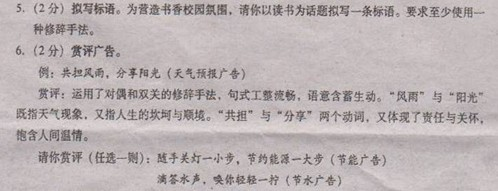 5.（2分）拟写标语。为营造书香校园氛围，请你以读书为话题拟写一条标语。要求至少使用一
种修辞手法。
6.（2分）赏评广告。
例：共担风雨，分享阳光（天气预报广告）
赏评：运用了对偶和双关的修辞手法，句式工整流畅，语意含蓄生动。“风雨”与“阳光”
既指天气现象，又指人生的坎坷与顺境。“共担”与“分享”两个动词，又体现了责任与关怀，
饱含人间温情。
请你赏评（任选一则）：随手关灯一小步，节约能源一大步（节能广告）
滴答水声，唤你轻轻一拧（节水广告）